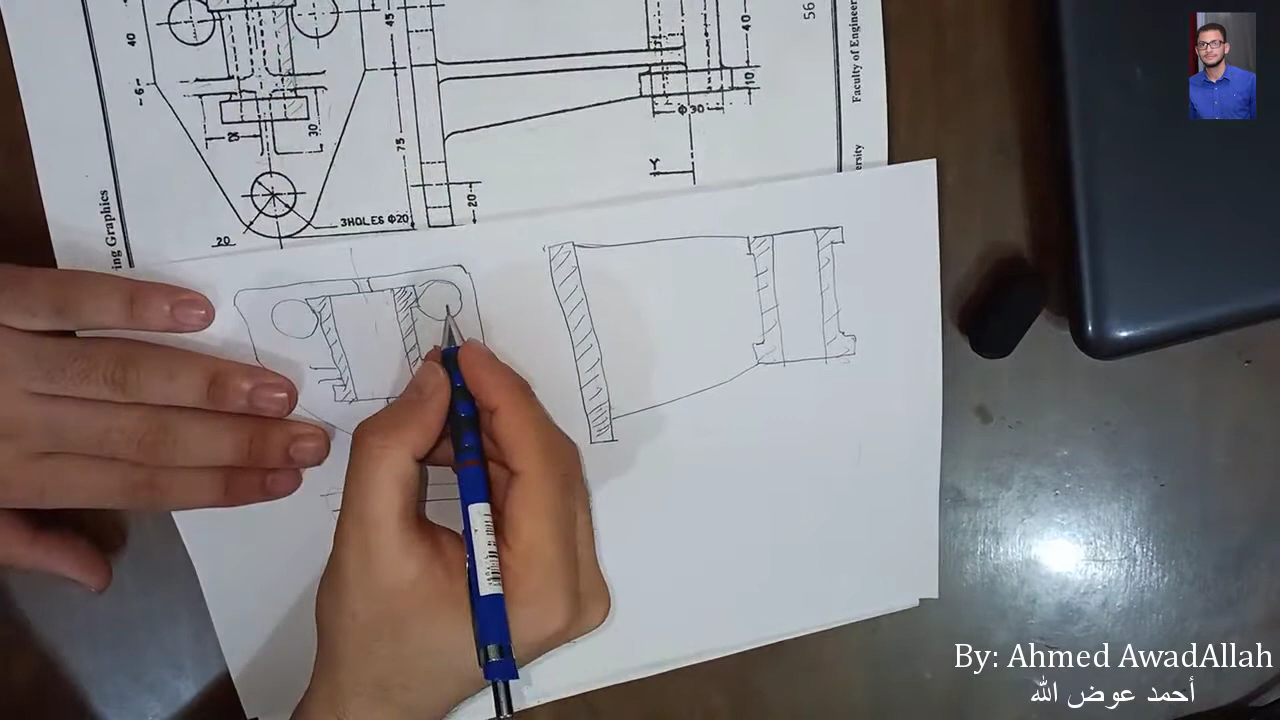 40
45
40
56
Faculty of Engineer
~6~
10
Φ30
25
30
75
Y
ersity
20
3HOLES Φ20
20
ing Graphics
By: Ahmed AwadAllah
أحمد عوض الله